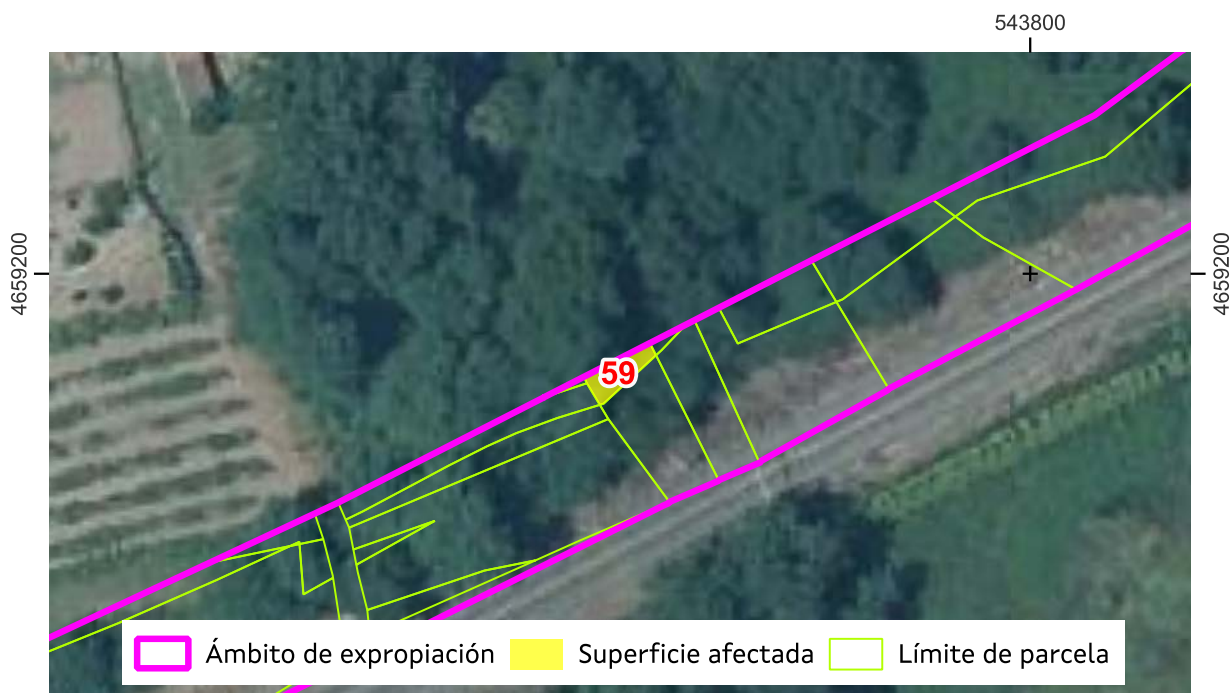 543800
4659200
4659200
59
Ámbito de expropiación
Superficie afectada
Límite de parcela